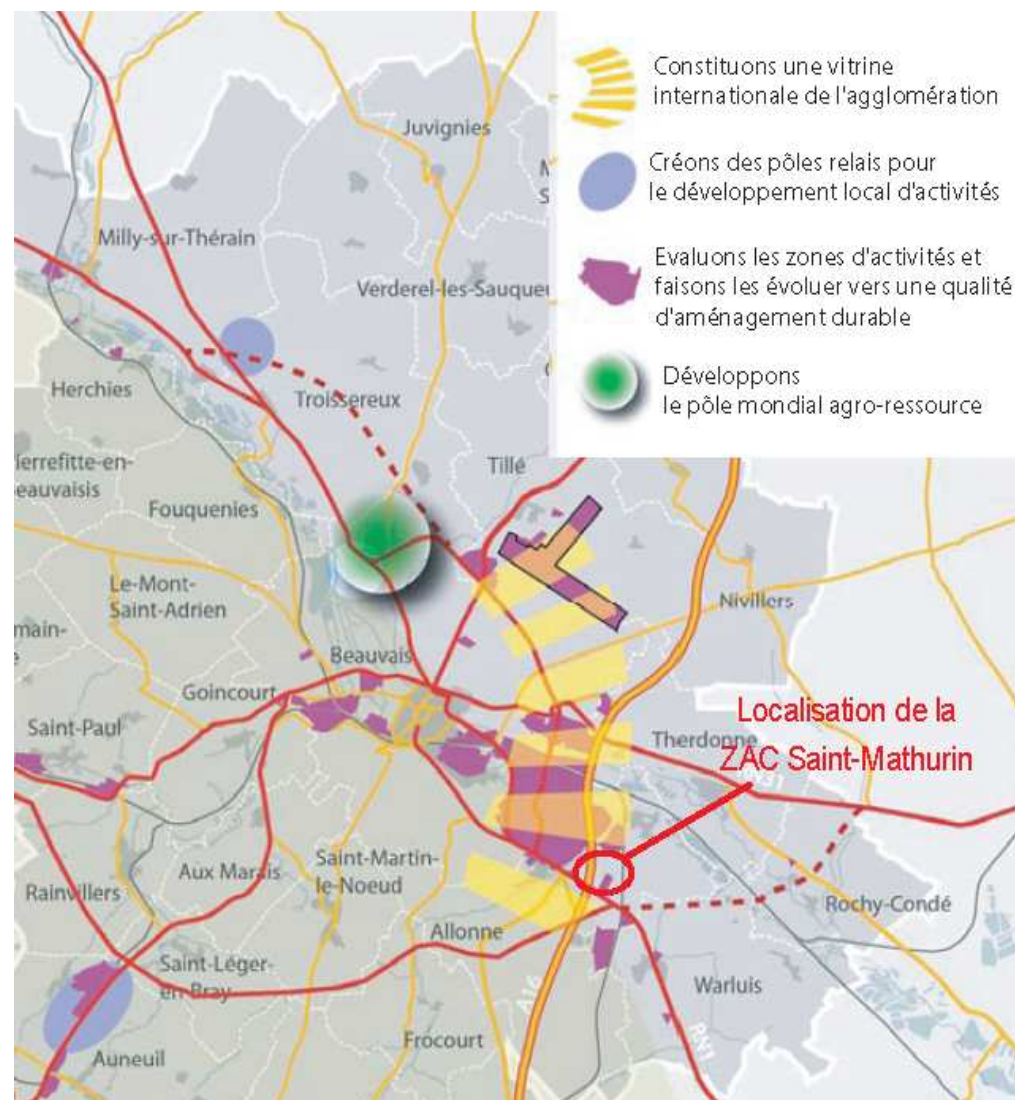 Constituons une vitrine
internationale de l'agglomération
Créons des pôles relais pour
le développement local d'activités
Evaluons les zones d'activités et
faisons les évoluer vers une qualité
d'aménagement durable
Développons
le pôle mondial agro-ressource
Juvignies
Milly-sur-Thérain
Verderel-les-Sauqueu
Herchies
Troissereux
Tillé
ierrefitte-en-
eauvaisis
Fouquenies
Le-Mont-
Saint-Adrien
Nivillers
main-
Beauvais
Goincourt
Saint-Paul
Localisation de la
ZAC Saint-Mathurin
Therdonne
Aux Marais
Saint-Martin-
le-Noeud
Rainvillers
Rochy-Condé
Allonne
Saint-Léger-
en-Bray
Warluis
A16
RN1
Frocourt
Auneuil